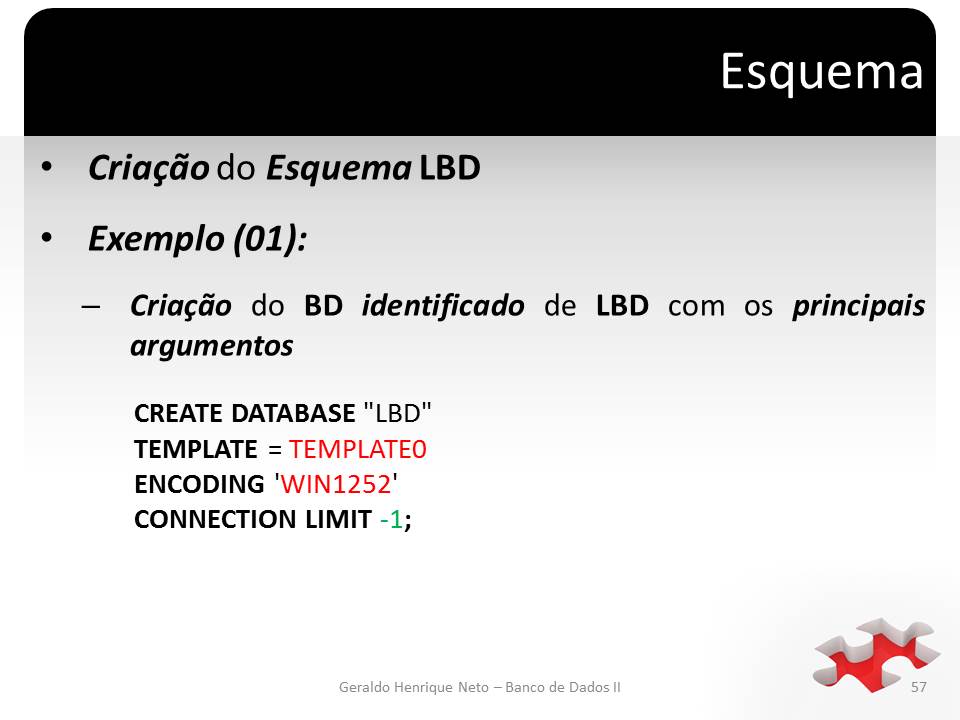 Esquema
• Criação do Esquema LBD
• Exemplo (01):
– Criação do BD identificado de LBD com os principais
argumentos
CREATE DATABASE "LBD"
TEMPLATE = TEMPLATE0
ENCODING 'WIN1252'
CONNECTION LIMIT -1;
Geraldo Henrique Neto – Banco de Dados II
57